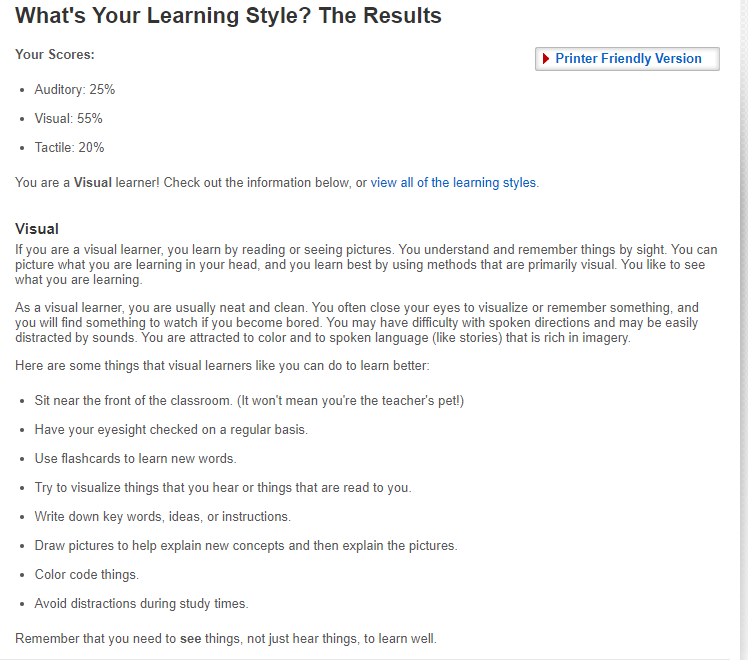 What's Your Learning Style? The Results
Your Scores:
Printer Friendly Version
• Auditory: 25%
• Visual: 55%
• Tactile: 20%
You are a Visual learner! Check out the information below, or view all of the learning styles.
Visual
If you are a visual learner, you learn by reading or seeing pictures. You understand and remember things by sight. You can
picture what you are learning in your head, and you learn best by using methods that are primarily visual. You like to see
what you are learning.
As a visual learner, you are usually neat and clean. You often close your eyes to visualize or remember something, and
you will find something to watch if you become bored. You may have difficulty with spoken directions and may be easily
distracted by sounds. You are attracted to color and to spoken language (like stories) that is rich in imagery.
Here are some things that visual learners like you can do to learn better:
• Sit near the front of the classroom. (It won't mean you're the teacher's pet!)
• Have your eyesight checked on a regular basis.
• Use flashcards to learn new words.
• Try to visualize things that you hear or things that are read to you.
• Write down key words, ideas, or instructions.
• Draw pictures to help explain new concepts and then explain the pictures.
• Color code things.
• Avoid distractions during study times.
Remember that you need to see things, not just hear things, to learn well.